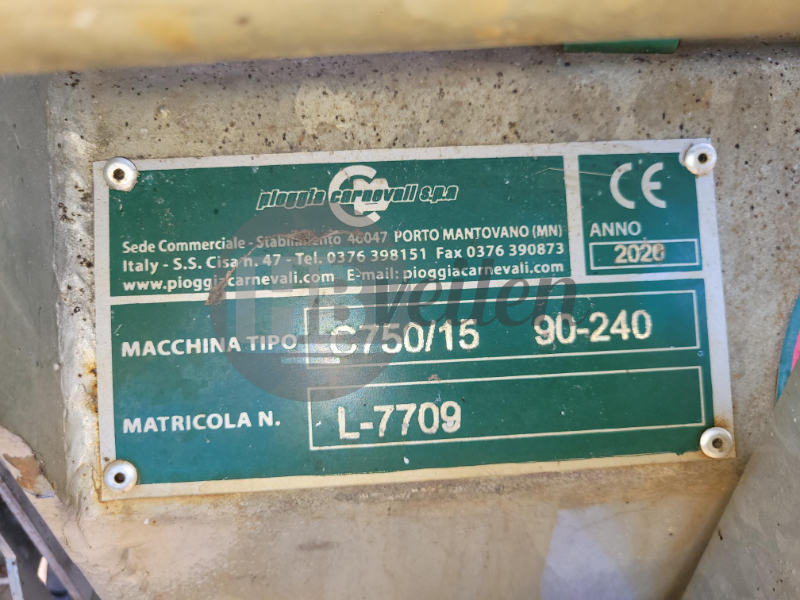 pioggia carnevali s.p.a
Sede Commerciale - Stabilimento 46047 PORTO MANTOVANO (MN)
Italy - S.S. Cisa n. 47 - Tel. 0376 398151 Fax 0376 390873
www.pioggiacarnevali.com E-mail: pioggiacarnevali.com
CE
ANNO
2020
MACCHINA TIPO C750/15 90-240
MATRICOLA N. L-7709
velten